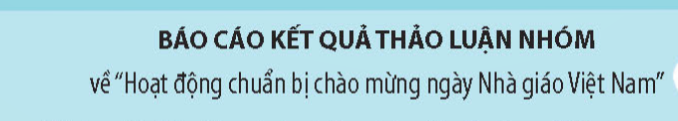 BÁO CÁO KẾT QUẢ THẢO LUẬN NHÓM
về “Hoạt động chuẩn bị chào mừng ngày Nhà giáo Việt Nam”